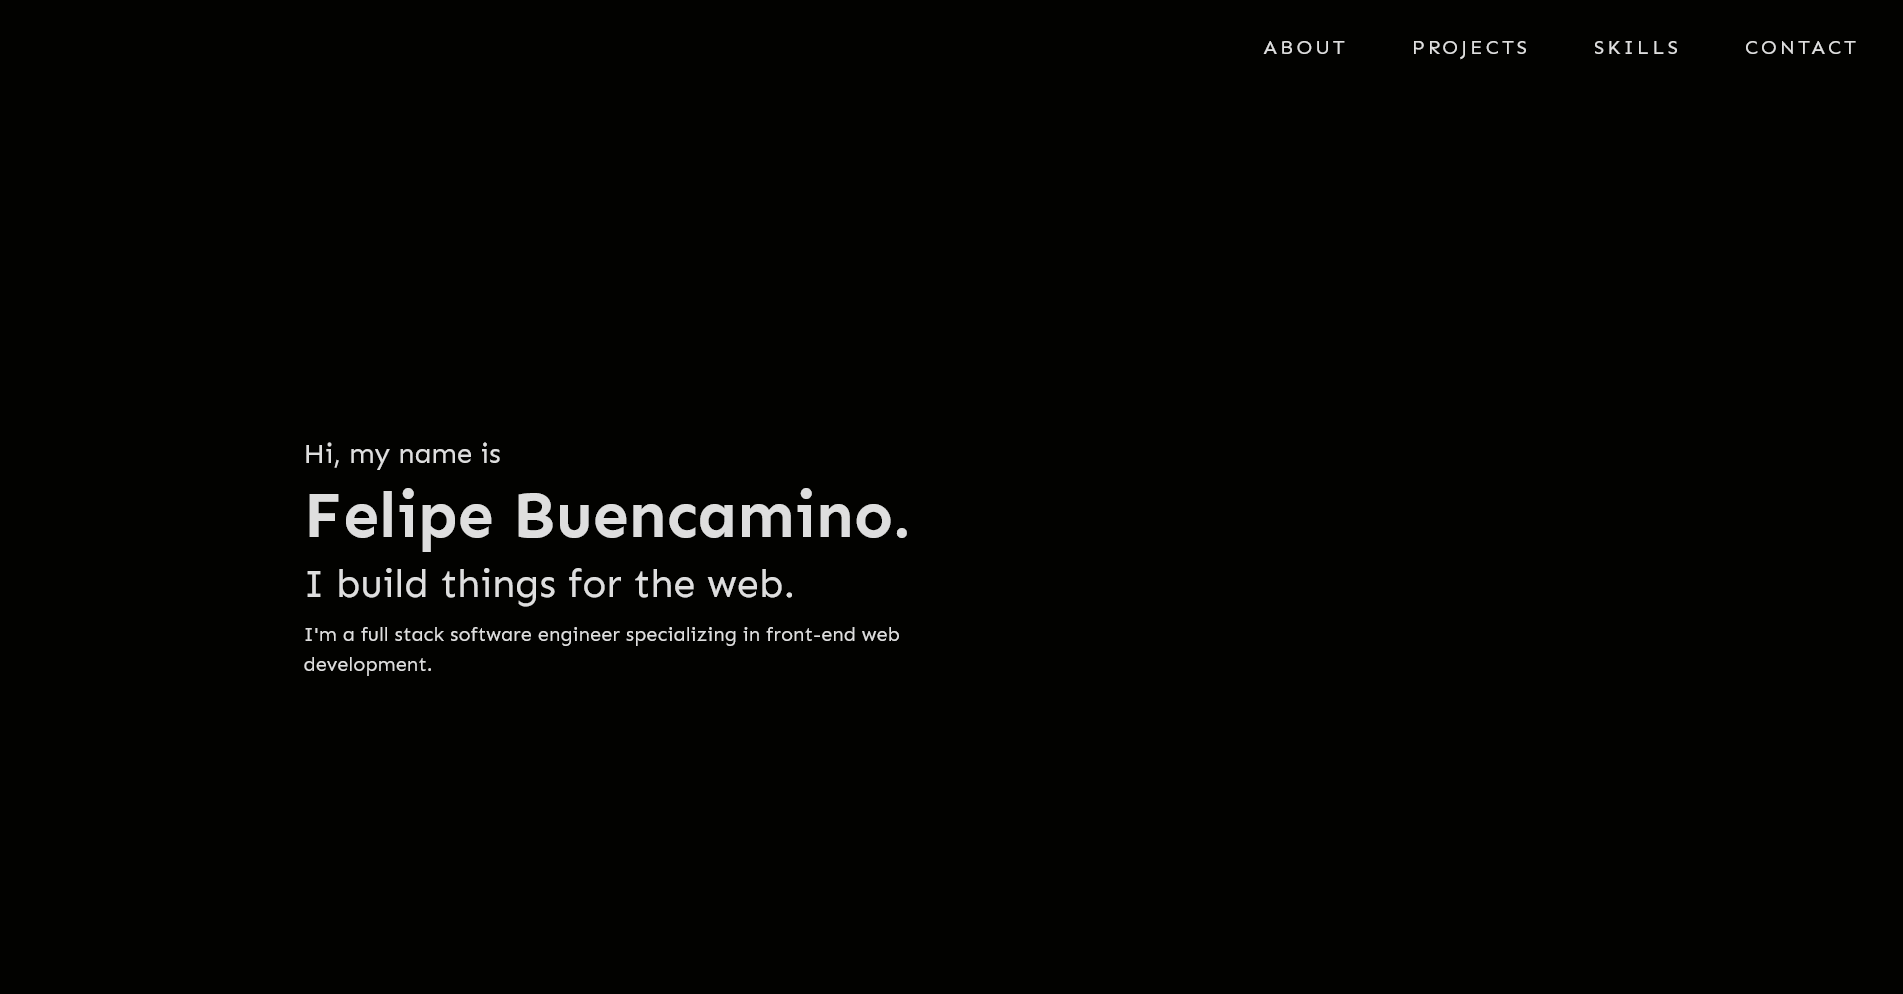 ABOUT PROJECTS SKILLS CONTACT
Hi, my name is
Felipe Buencamino.
I build things for the web.
I'm a full stack software engineer specializing in front-end web
development.